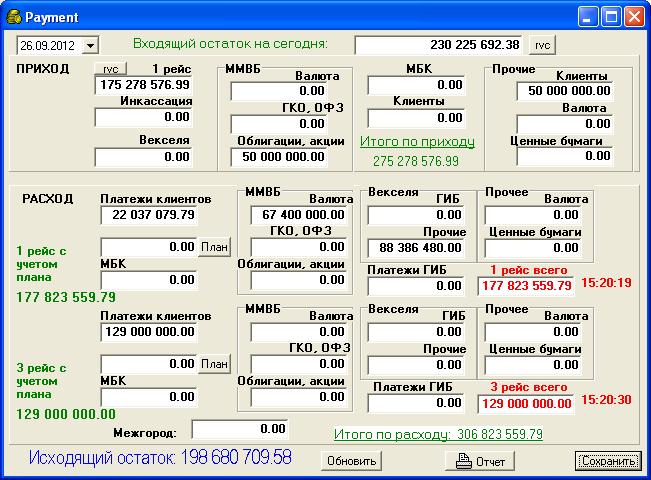 Payment
26.09.2012 Входящий остаток на сегодня: 230 225 692.38 rvc
ПРИХОД rvc 1 рейс ММВБ МБК Прочие
Валюта Клиенты
175 278 576.99 0.00 0.00 50 000 000.00
Инкассация ГКО, ОФЗ Клиенты Валюта
0.00 0.00 0.00 0.00
Векселя Облигации, акции Итого по приходу Ценные бумаги
0.00 50 000 000.00 275 278 576.99 0.00
РАСХОД Платежи клиентов ММВБ Валюта Векселя ГИБ Прочее Валюта
22 037 079.79 67 400 000.00 0.00 0.00
ГКО, ОФЗ Прочие Ценные бумаги
1 рейс с 0.00 План 0.00 88 386 480.00 0.00
учетом МБК Облигации, акции Платежи ГИБ 1 рейс всего
плана 0.00 0.00 0.00 177 823 559.79 15:20:19
177 823 559.79
Платежи клиентов ММВБ Валюта Векселя ГИБ Прочее Валюта
129 000 000.00 0.00 0.00 0.00
ГКО, ОФЗ Прочие Ценные бумаги
3 рейс с 0.00 План 0.00 0.00 0.00
учетом МБК Облигации, акции Платежи ГИБ 3 рейс всего
плана 0.00 0.00 0.00 129 000 000.00 15:20:30
129 000 000.00
Межгород: 0.00 Итого по расходу: 306 823 559.79
Исходящий остаток: 198 680 709.58 Обновить Отчет Сохранить